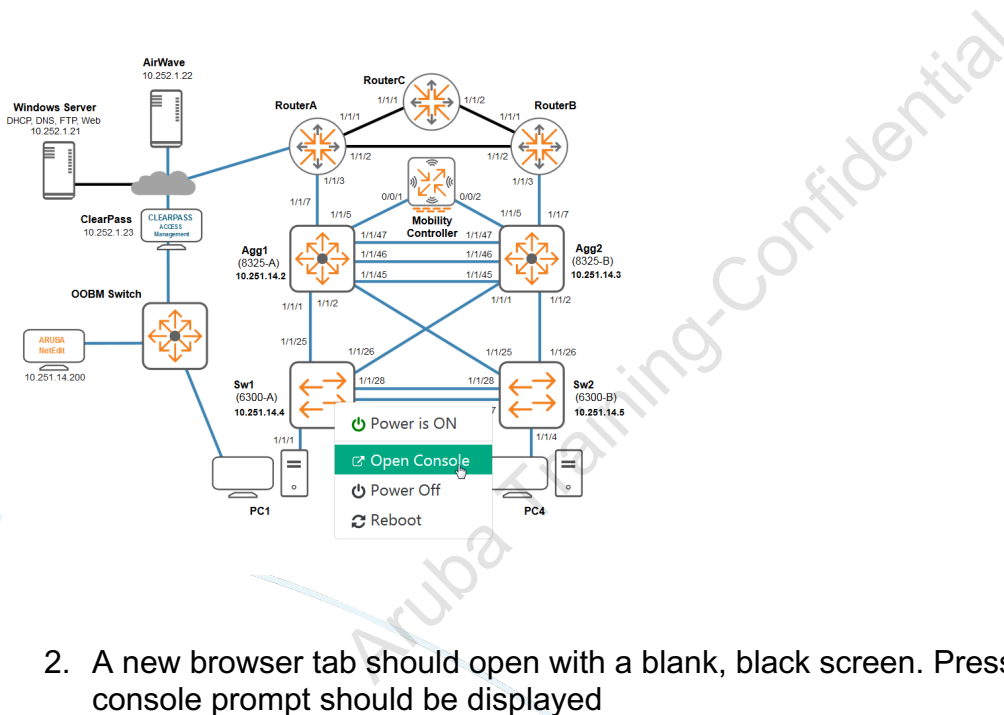 AirWave
10.252.1.22
Windows Server
DHCP, DNS, FTP, Web
10.252.1.21
RouterC
1/1/1
1/1/2
RouterA
RouterB
1/1/1
1/1/1
1/1/2
1/1/2
1/1/3
1/1/3
1/1/7
1/1/5
0/0/1
0/0/2
1/1/5
1/1/7
Mobility
Controller
ClearPass
10.252.1.23
CLEARPASS
ACCESS
Management
1/1/47
1/1/47
Agg1
(8325-A)
10.251.14.2
1/1/46
1/1/46
Agg2
(8325-B)
10.251.14.3
1/1/45
1/1/45
OOBM Switch
1/1/1
1/1/2
1/1/1
1/1/2
ARUBA
NetEdit
10.251.14.200
1/1/25
1/1/26
1/1/25
1/1/26
Sw1
(6300-A)
10.251.14.4
1/1/28
1/1/28
Sw2
(6300-B)
10.251.14.5
7
1/1/1
1/1/4
Power is ON
Open Console
Power Off
Reboot
PC1
PC4
Aruba Training-Confidential
2. A new browser tab should open with a blank, black screen. Press
console prompt should be displayed